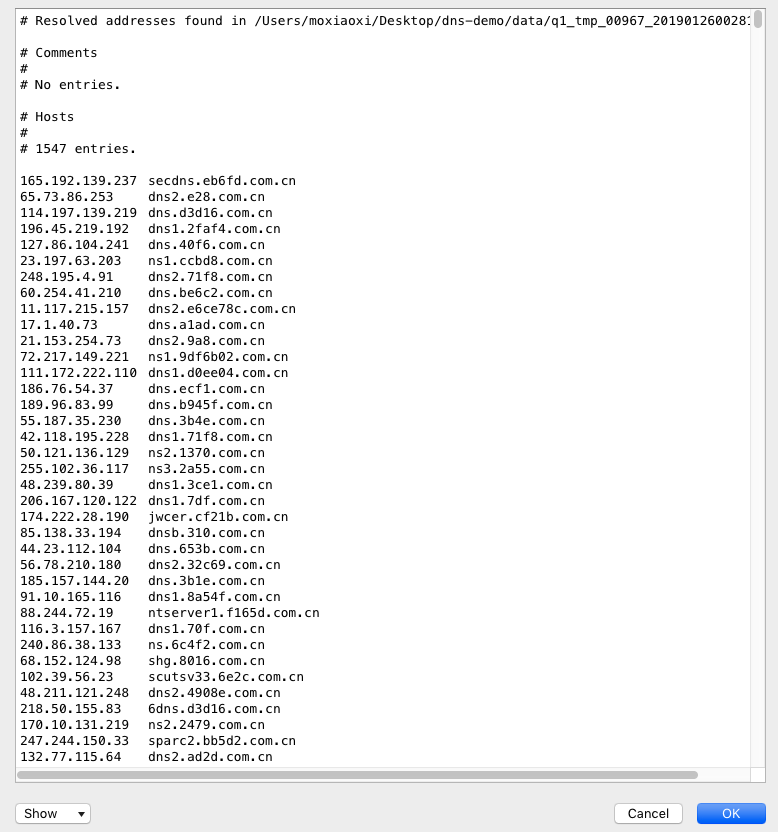 # Resolved addresses found in /Users/moxiaoxi/Desktop/dns-demo/data/q1_tmp_00967_2019012600281
# Comments
#
# No entries.
# Hosts
#
# 1547 entries.
165.192.139.237 secdns.eb6fd.com.cn
65.73.86.253 dns2.e28.com.cn
114.197.139.219 dns.d3d16.com.cn
196.45.219.192 dns1.2faf4.com.cn
127.86.104.241 dns.40f6.com.cn
23.197.63.203 ns1.ccbd8.com.cn
248.195.4.91 dns2.71f8.com.cn
60.254.41.210 dns.be6c2.com.cn
11.117.215.157 dns2.e6ce78c.com.cn
17.1.40.73 dns.a1ad.com.cn
21.153.254.73 dns2.9a8.com.cn
72.217.149.221 ns1.9df6b02.com.cn
111.172.222.110 dns1.d0ee04.com.cn
186.76.54.37 dns.ecf1.com.cn
189.96.83.99 dns.b945f.com.cn
55.187.35.230 dns.3b4e.com.cn
42.118.195.228 dns1.71f8.com.cn
50.121.136.129 ns2.1370.com.cn
255.102.36.117 ns3.2a55.com.cn
48.239.80.39 dns1.3ce1.com.cn
206.167.120.122 dns1.7df.com.cn
174.222.28.190 jwcer.cf21b.com.cn
85.138.33.194 dnsb.310.com.cn
44.23.112.104 dns.653b.com.cn
56.78.210.180 dns2.32c69.com.cn
185.157.144.20 dns.3b1e.com.cn
91.10.165.116 dns1.8a54f.com.cn
88.244.72.19 ntserver1.f165d.com.cn
116.3.157.167 dns1.70f.com.cn
240.86.38.133 ns.6c4f2.com.cn
68.152.124.98 shg.8016.com.cn
102.39.56.23 scutsv33.6e2c.com.cn
48.211.121.248 dns2.4908e.com.cn
218.50.155.83 6dns.d3d16.com.cn
170.10.131.219 ns2.2479.com.cn
247.244.150.33 sparc2.bb5d2.com.cn
132.77.115.64 dns2.ad2d.com.cn
Show
Cancel
OK